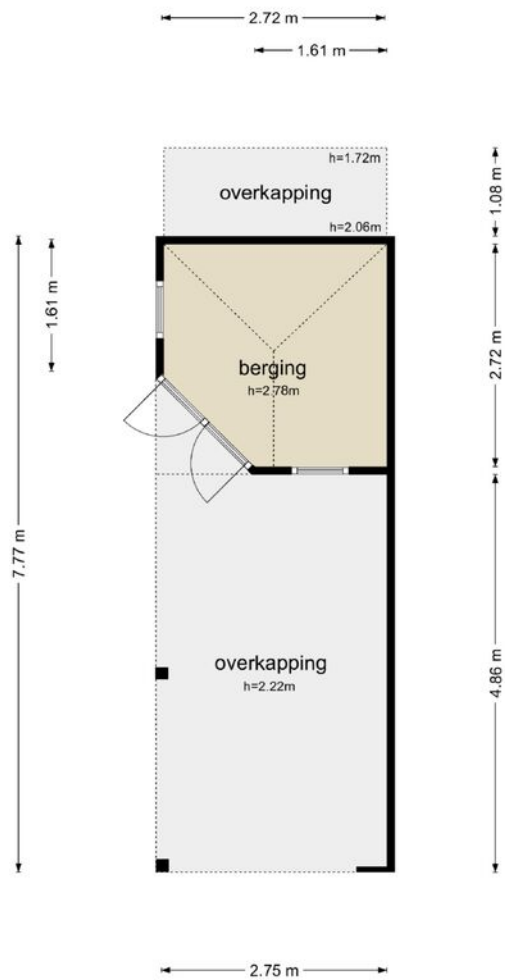 2.72 m
1.61 m
h=1.72m
overkapping
1.08 m
h=2.06m
1.61 m
2.72 m
berging
h=2.78m
7.77 m
overkapping
h=2.22m
4.86 m
2.75 m